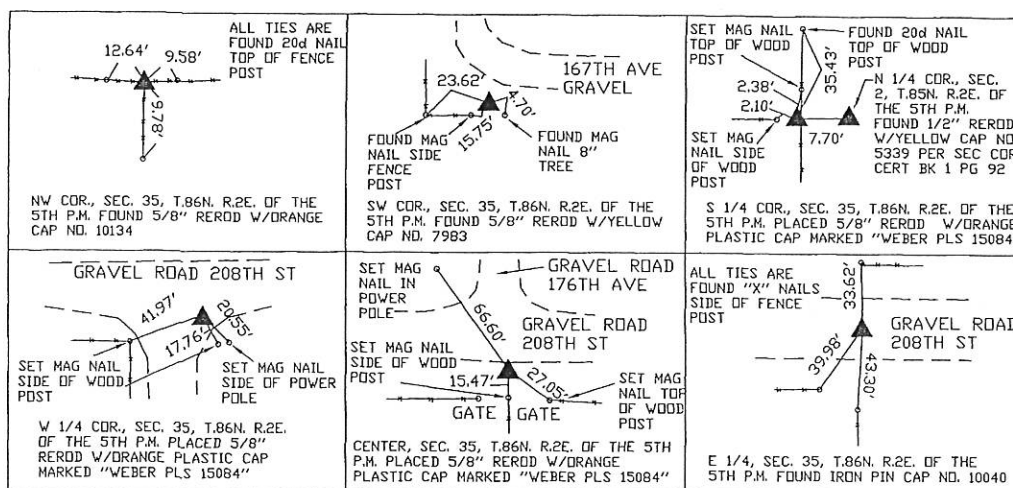 ALL TIES ARE
FOUND 20d NAIL
TOP OF FENCE
POST
12.64'
9.58'
9.78'
NW COR., SEC. 35, T.86N. R.2E. OF THE
5TH P.M. FOUND 5/8" REROD W/ORANGE
CAP NO. 10134
23.62'
167TH AVE
GRAVEL
4.70'
15.75'
FOUND MAG
NAIL SIDE
FENCE
POST
FOUND MAG
NAIL 8"
TREE
SW COR., SEC. 35, T.86N. R.2E. OF THE
5TH P.M. FOUND 5/8" REROD W/YELLOW
CAP NO. 7983
SET MAG NAIL
TOP OF WOOD
POST
FOUND 20d NAIL
TOP OF WOOD
POST
35.43'
2.38'
2.10'
7.70'
SET MAG
NAIL SIDE
OF WOOD
POST
N 1/4 COR., SEC.
2, T.85N. R.2E. OF
THE 5TH P.M.
FOUND 1/2" REROD
W/YELLOW CAP NO
5339 PER SEC COR
CERT BK 1 PG 92
S 1/4 COR., SEC. 35, T.86N. R.2E. OF THE
5TH P.M. PLACED 5/8" REROD W/ORANGE
PLASTIC CAP MARKED "WEBER PLS 15084
GRAVEL ROAD 208TH ST
41.97'
20.55'
17.76'
SET MAG NAIL
SIDE OF WOOD
POST
SET MAG NAIL
SIDE OF POWER
POLE
W 1/4 COR., SEC. 35, T.86N. R.2E.
OF THE 5TH P.M. PLACED 5/8"
REROD W/ORANGE PLASTIC CAP
MARKED "WEBER PLS 15084"
SET MAG
NAIL IN
POWER
POLE
GRAVEL ROAD
176TH AVE
66.60'
GRAVEL ROAD
208TH ST
SET MAG NAIL
SIDE OF WOOD
POST
15.47'
27.05'
SET MAG
NAIL TOP
OF WOOD
POST
GATE GATE
CENTER, SEC. 35, T.86N. R.2E. OF THE 5TH
P.M. PLACED 5/8" REROD W/ORANGE
PLASTIC CAP MARKED "WEBER PLS 15084"
ALL TIES ARE
FOUND "X" NAILS
SIDE OF FENCE
POST
33.62'
GRAVEL ROAD
208TH ST
39.98'
43.30'
E 1/4, SEC. 35, T.86N. R.2E. OF THE
5TH P.M. FOUND IRON PIN CAP NO. 10040